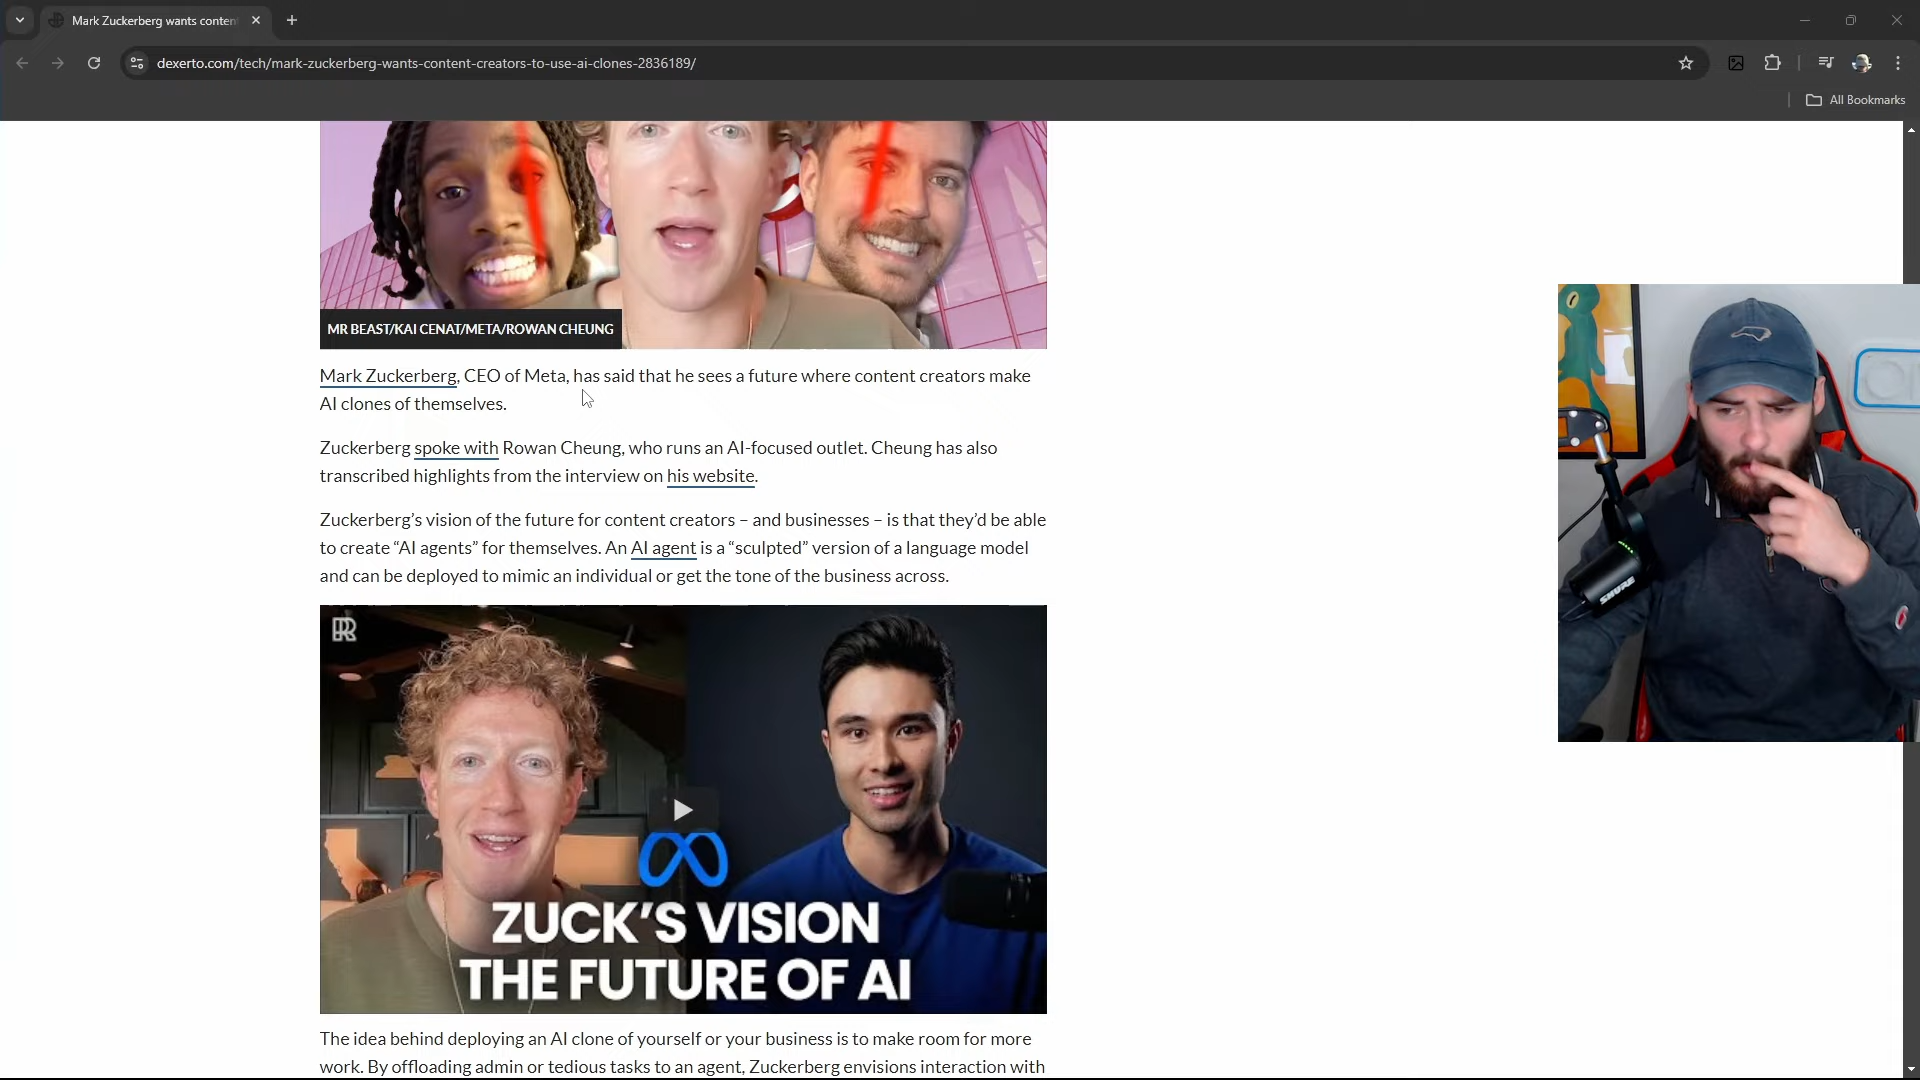 Mark Zuckerberg wants conten
dexerto.com/tech/mark-zuckerberg-wants-content-creators-to-use-ai-clones-2836189/
All Bookmarks
MR BEAST/KAI CENAT/META/ROWAN CHEUNG
Mark Zuckerberg, CEO of Meta, has said that he sees a future where content creators make
AI clones of themselves.
Zuckerberg spoke with Rowan Cheung, who runs an AI-focused outlet. Cheung has also
transcribed highlights from the interview on his website.
Zuckerberg’s vision of the future for content creators – and businesses – is that they’d be able
to create “AI agents” for themselves. An AI agent is a “sculpted” version of a language model
and can be deployed to mimic an individual or get the tone of the business across.
R
ZUCK’S VISION
THE FUTURE OF AI
The idea behind deploying an AI clone of yourself or your business is to make room for more
work. By offloading admin or tedious tasks to an agent, Zuckerberg envisions interaction with
SHURE